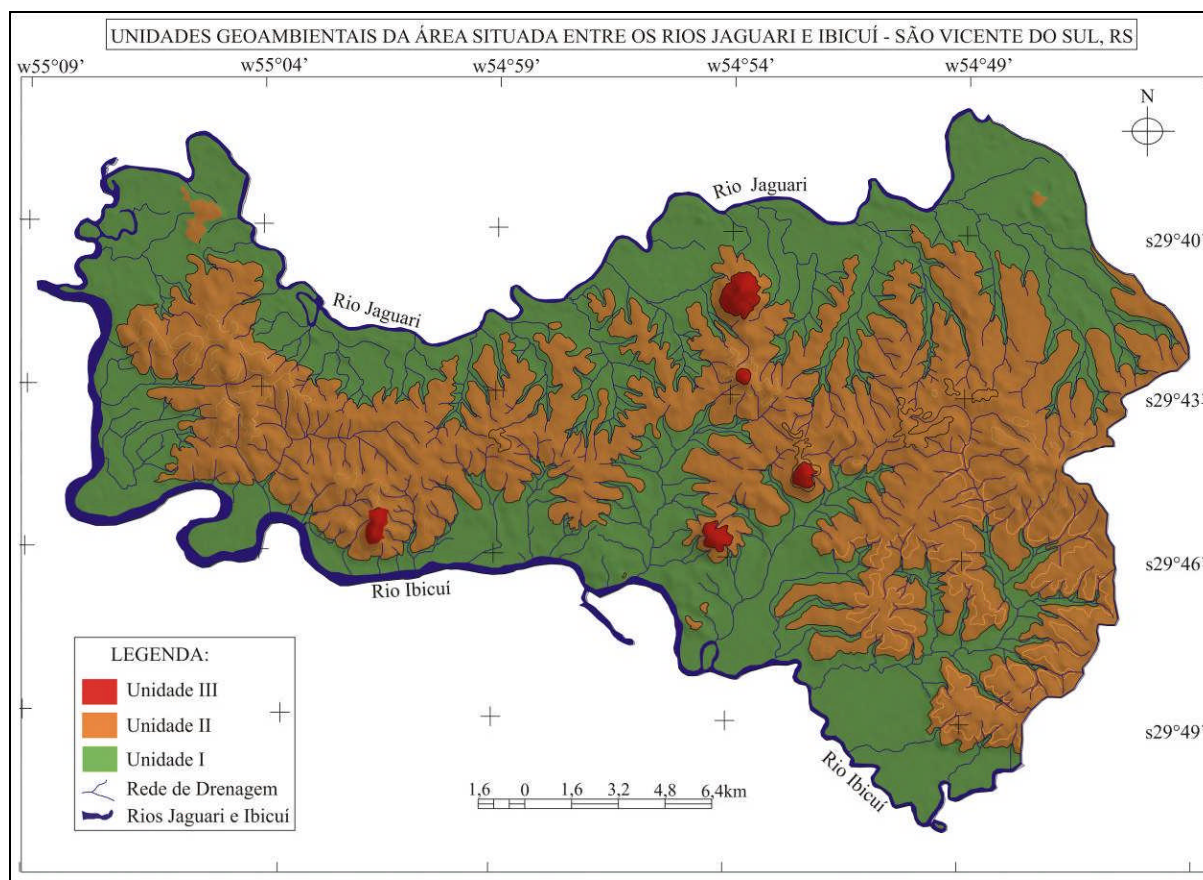 UNIDADES GEOAMBIENTAIS DA ÁREA SITUADA ENTRE OS RIOS JAGUARI E IBICUÍ - SÃO VICENTE DO SUL, RS
w55°09' w55°04' w54°59' w54°54' w54°49'
N
Rio Jaguari
s29°40'
Rio Jaguari
s29°43'
s29°46'
Rio Ibicuí
LEGENDA:
Unidade III
Unidade II
s29°49'
Unidade I
Rio Ibicuí
Rede de Drenagem
1,6 0 1,6 3,2 4,8 6,4km
Rios Jaguari e Ibicuí